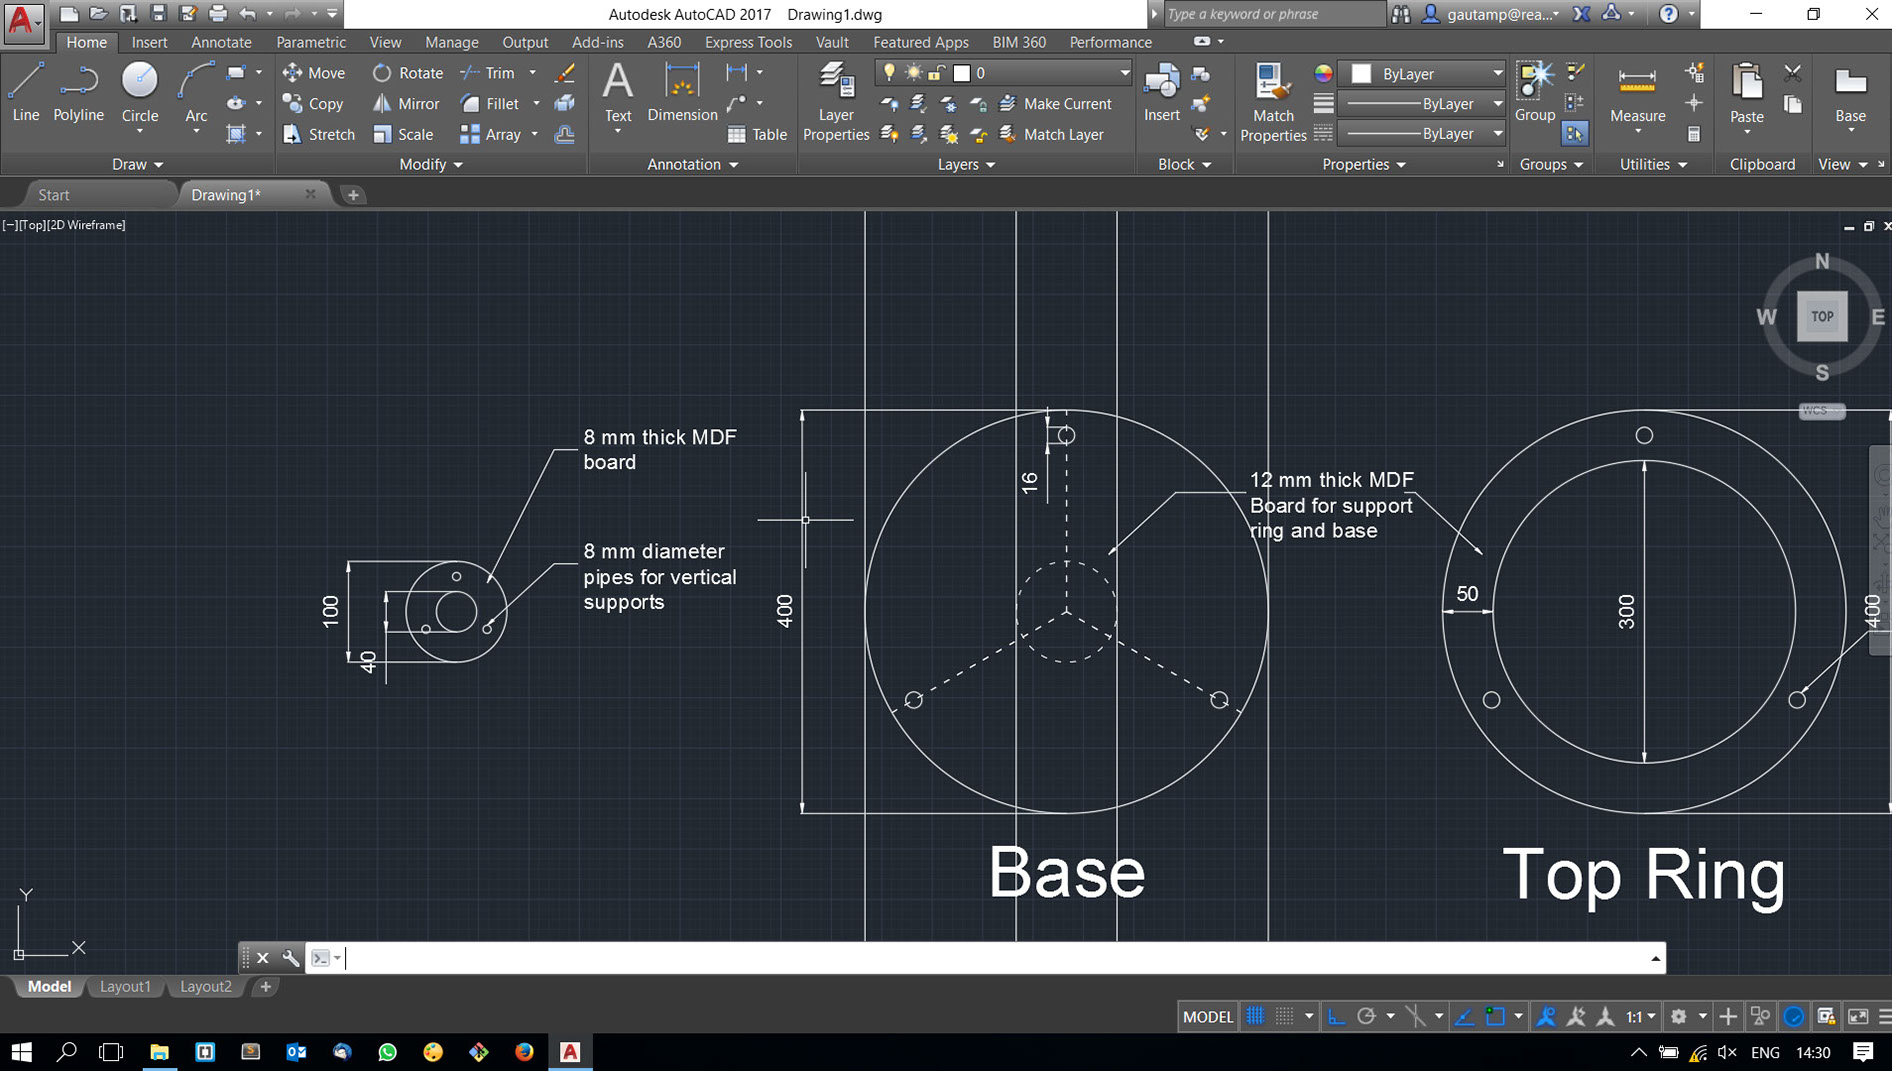 Autodesk AutoCAD 2017 Drawing1.dwg
Type a keyword or phrase
gautamp@rea...
Home Insert Annotate Parametric View Manage Output Add-ins A360 Express Tools Vault Featured Apps BIM 360 Performance
Line Polyline Circle Arc
Move Rotate Trim
Copy Mirror Fillet
Stretch Scale Array
Text Dimension Table
Layer Properties
0
Make Current
Match Layer
Insert
Match Properties
ByLayer
ByLayer
ByLayer
Group
Measure
Paste
Base
Draw Modify Annotation Layers Block Properties Groups Utilities Clipboard View
Start Drawing1*
[−][Top][2D Wireframe]
N
W TOP E
S
WCS
8 mm thick MDF
board
8 mm diameter
pipes for vertical
supports
100
40
400
16
12 mm thick MDF
Board for support
ring and base
50
300
400
Base
Top Ring
Y
X
Model Layout1 Layout2
MODEL 1:1
ENG 14:30